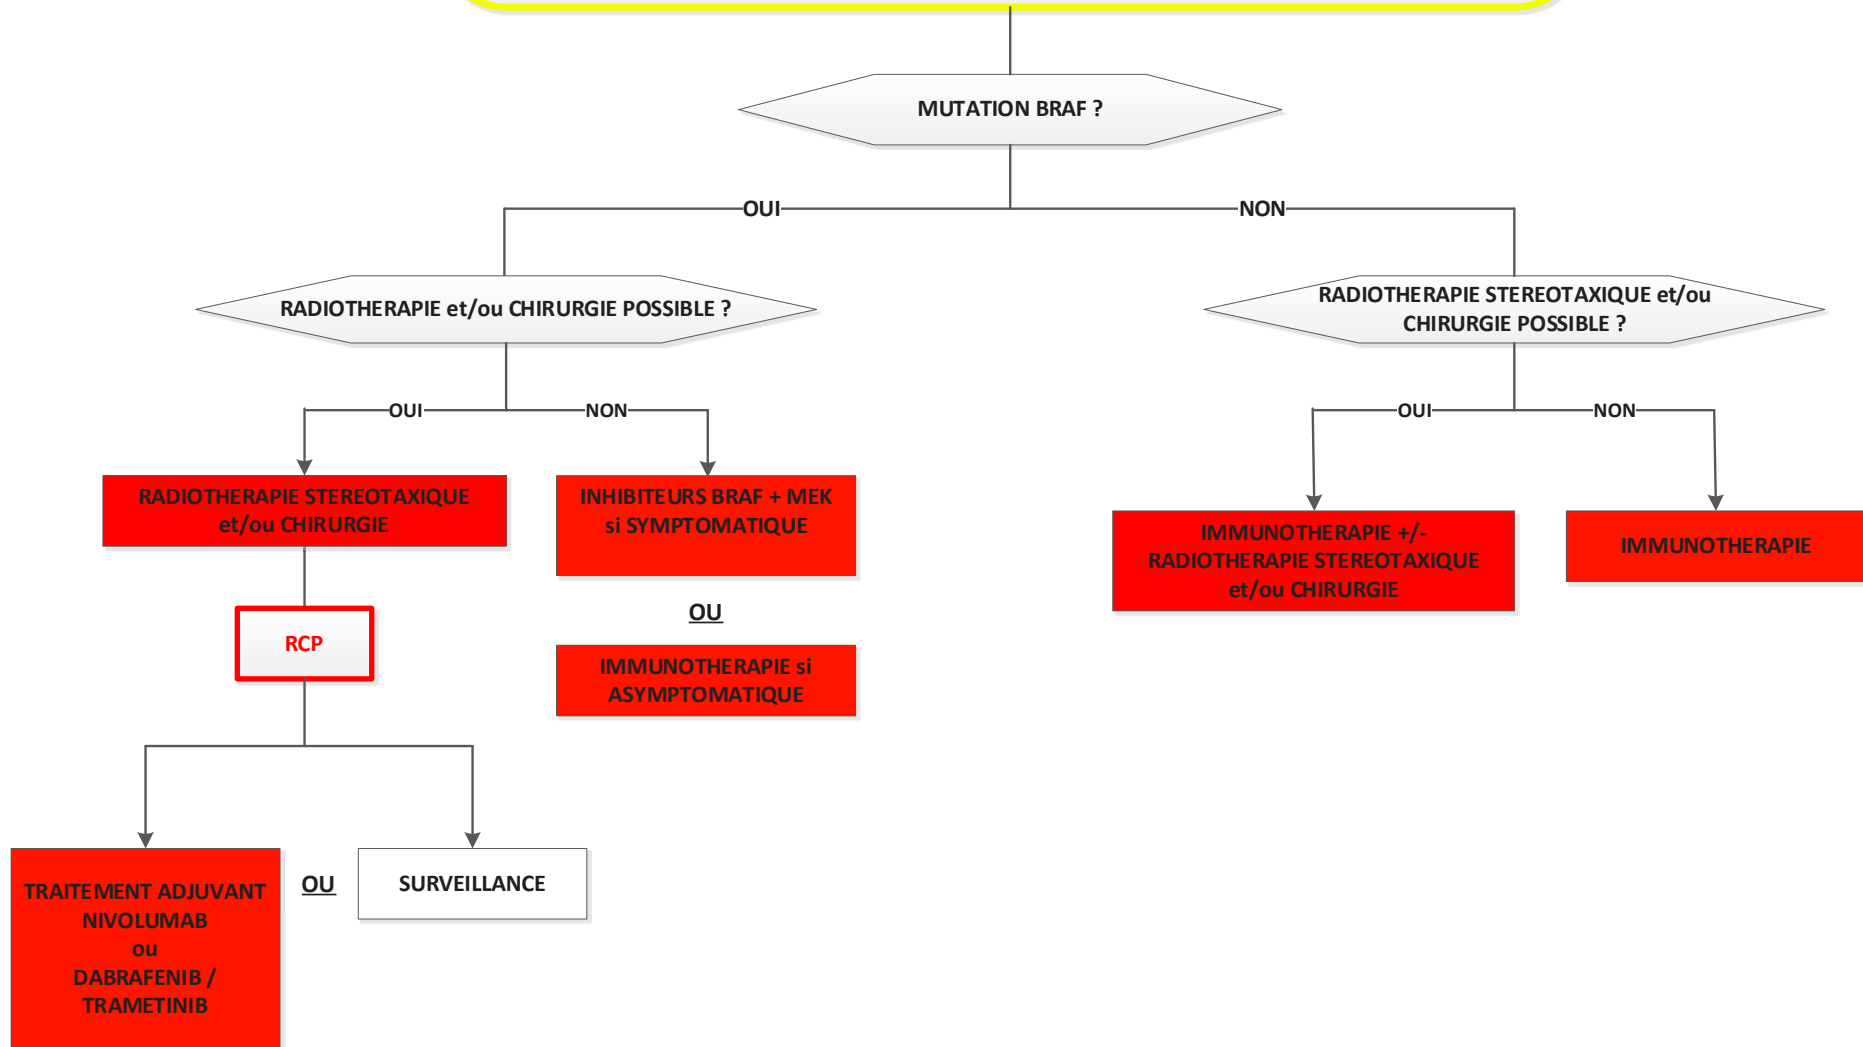 MUTATION BRAF ?
OUI
NON
RADIOTHERAPIE et/ou CHIRURGIE POSSIBLE ?
RADIOTHERAPIE STEREOTAXIQUE et/ou
CHIRURGIE POSSIBLE ?
OUI
NON
OUI
NON
RADIOTHERAPIE STEREOTAXIQUE
et/ou CHIRURGIE
INHIBITEURS BRAF + MEK
si SYMPTOMATIQUE
IMMUNOTHERAPIE +/-
RADIOTHERAPIE STEREOTAXIQUE
et/ou CHIRURGIE
IMMUNOTHERAPIE
OU
RCP
IMMUNOTHERAPIE si
ASYMPTOMATIQUE
TRAITEMENT ADJUVANT
NIVOLUMAB
ou
DABRAFENIB /
TRAMETINIB
OU
SURVEILLANCE